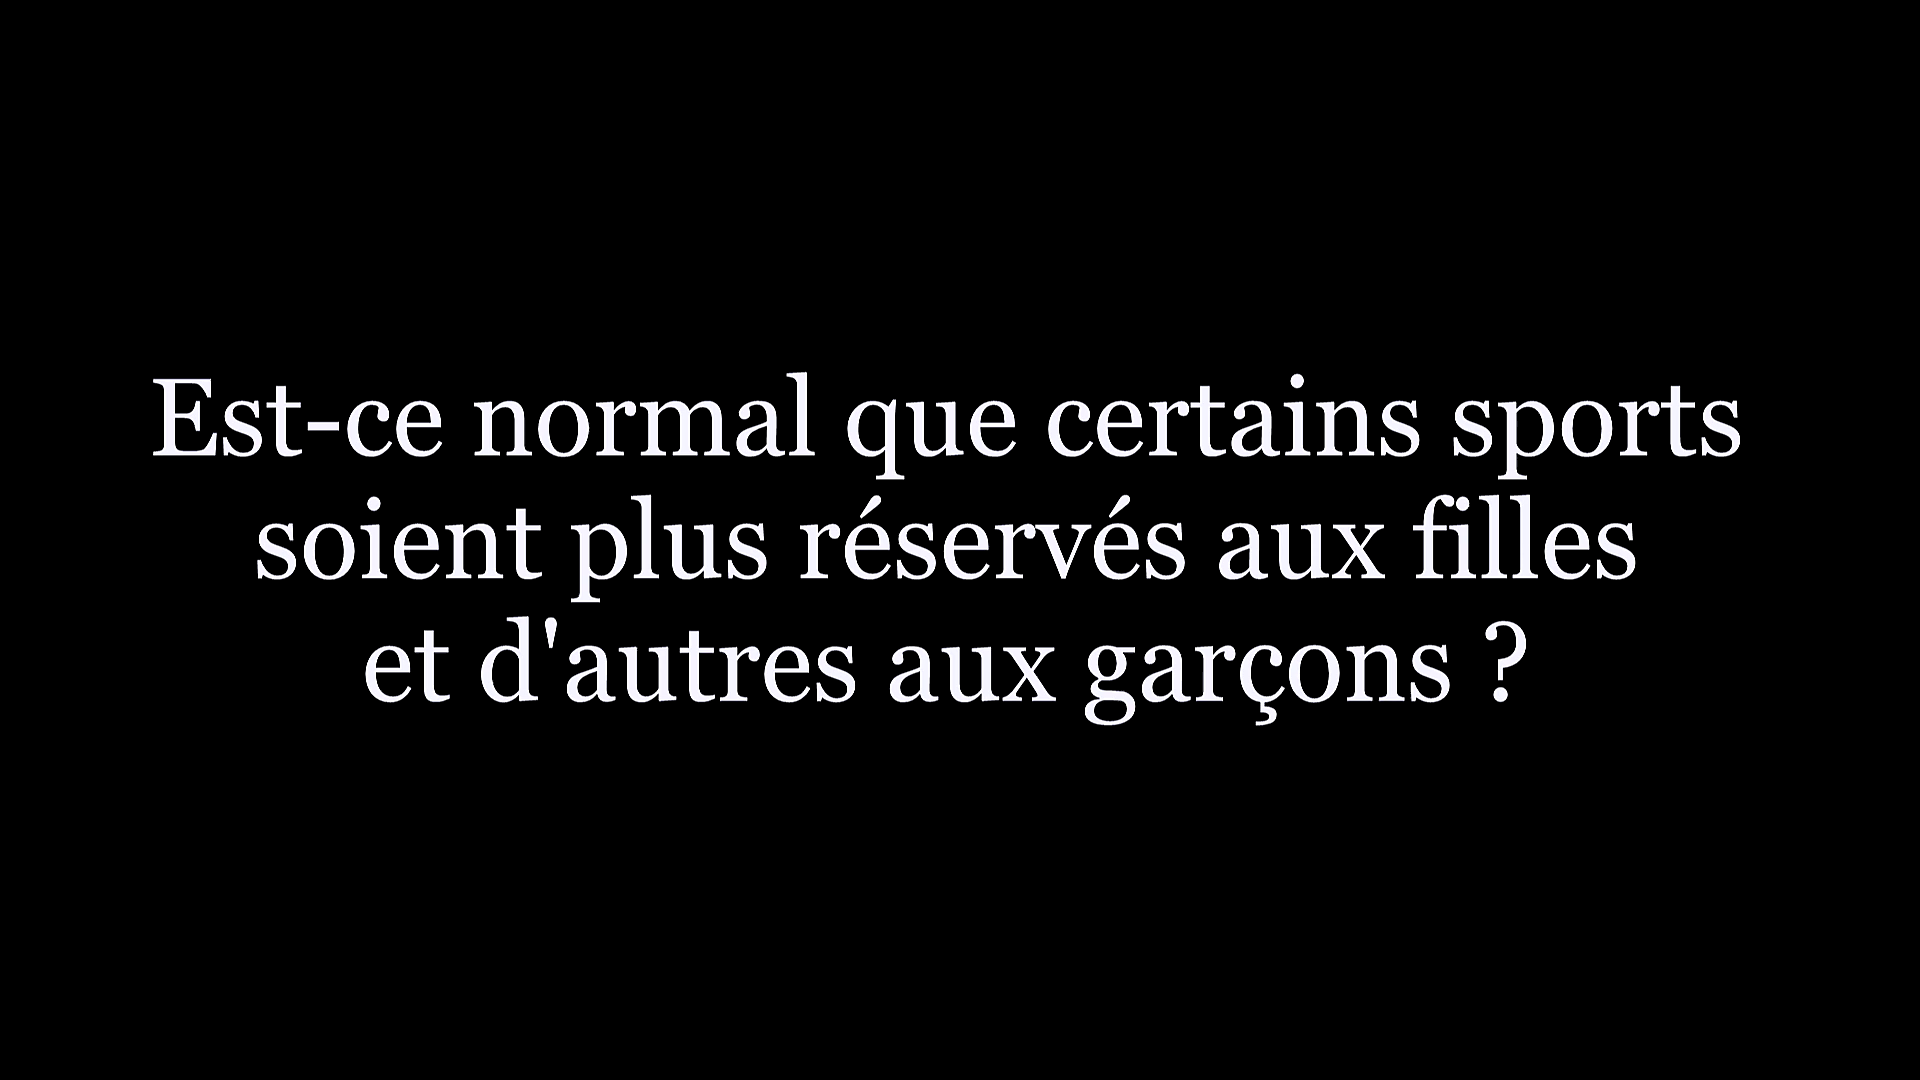 Est-ce normal que certains sports
soient plus réservés aux filles
et d'autres aux garçons ?